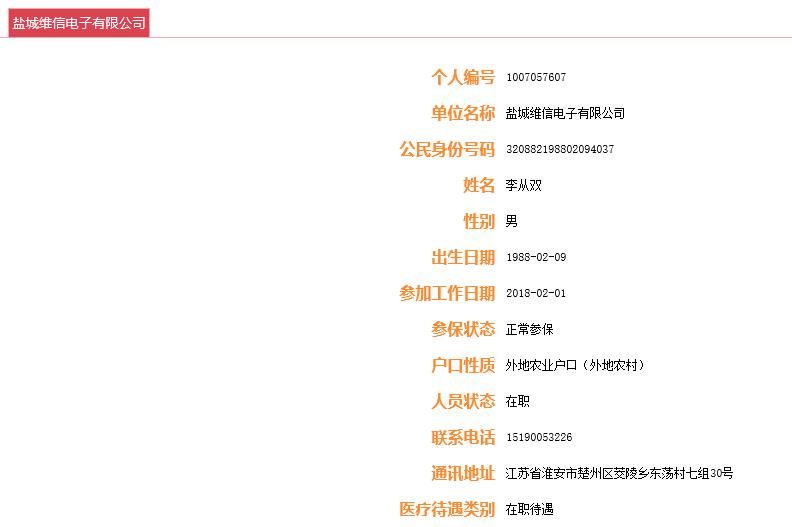 盐城维信电子有限公司
个人编号 1007057607
单位名称 盐城维信电子有限公司
公民身份号码 320882198802094037
姓名 李从双
性别 男
出生日期 1988-02-09
参加工作日期 2018-02-01
参保状态 正常参保
户口性质 外地农业户口（外地农村）
人员状态 在职
联系电话 15190053226
通讯地址 江苏省淮安市楚州区茭陵乡东荡村七组30号
医疗待遇类别 在职待遇